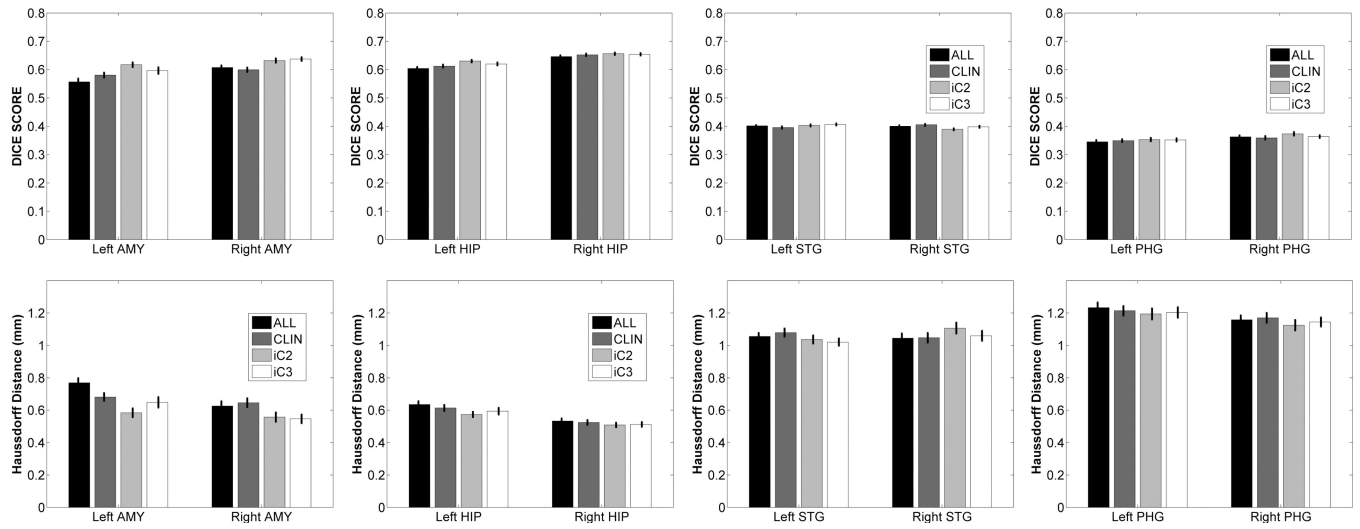 0.8
0.7
0.6
0.5
0.4
0.3
0.2
0.1
0
DICE SCORE
Left AMY
Right AMY
0.8
0.7
0.6
0.5
0.4
0.3
0.2
0.1
0
DICE SCORE
Left HIP
Right HIP
0.8
0.7
0.6
0.5
0.4
0.3
0.2
0.1
0
DICE SCORE
ALL
CLIN
iC2
iC3
Left STG
Right STG
0.8
0.7
0.6
0.5
0.4
0.3
0.2
0.1
0
DICE SCORE
ALL
CLIN
iC2
iC3
Left PHG
Right PHG
1.2
1
0.8
0.6
0.4
0.2
0
Haussdorff Distance (mm)
ALL
CLIN
iC2
iC3
Left AMY
Right AMY
1.2
1
0.8
0.6
0.4
0.2
0
Haussdorff Distance (mm)
ALL
CLIN
iC2
iC3
Left HIP
Right HIP
1.2
1
0.8
0.6
0.4
0.2
0
Haussdorff Distance (mm)
Left STG
Right STG
1.2
1
0.8
0.6
0.4
0.2
0
Haussdorff Distance (mm)
Left PHG
Right PHG